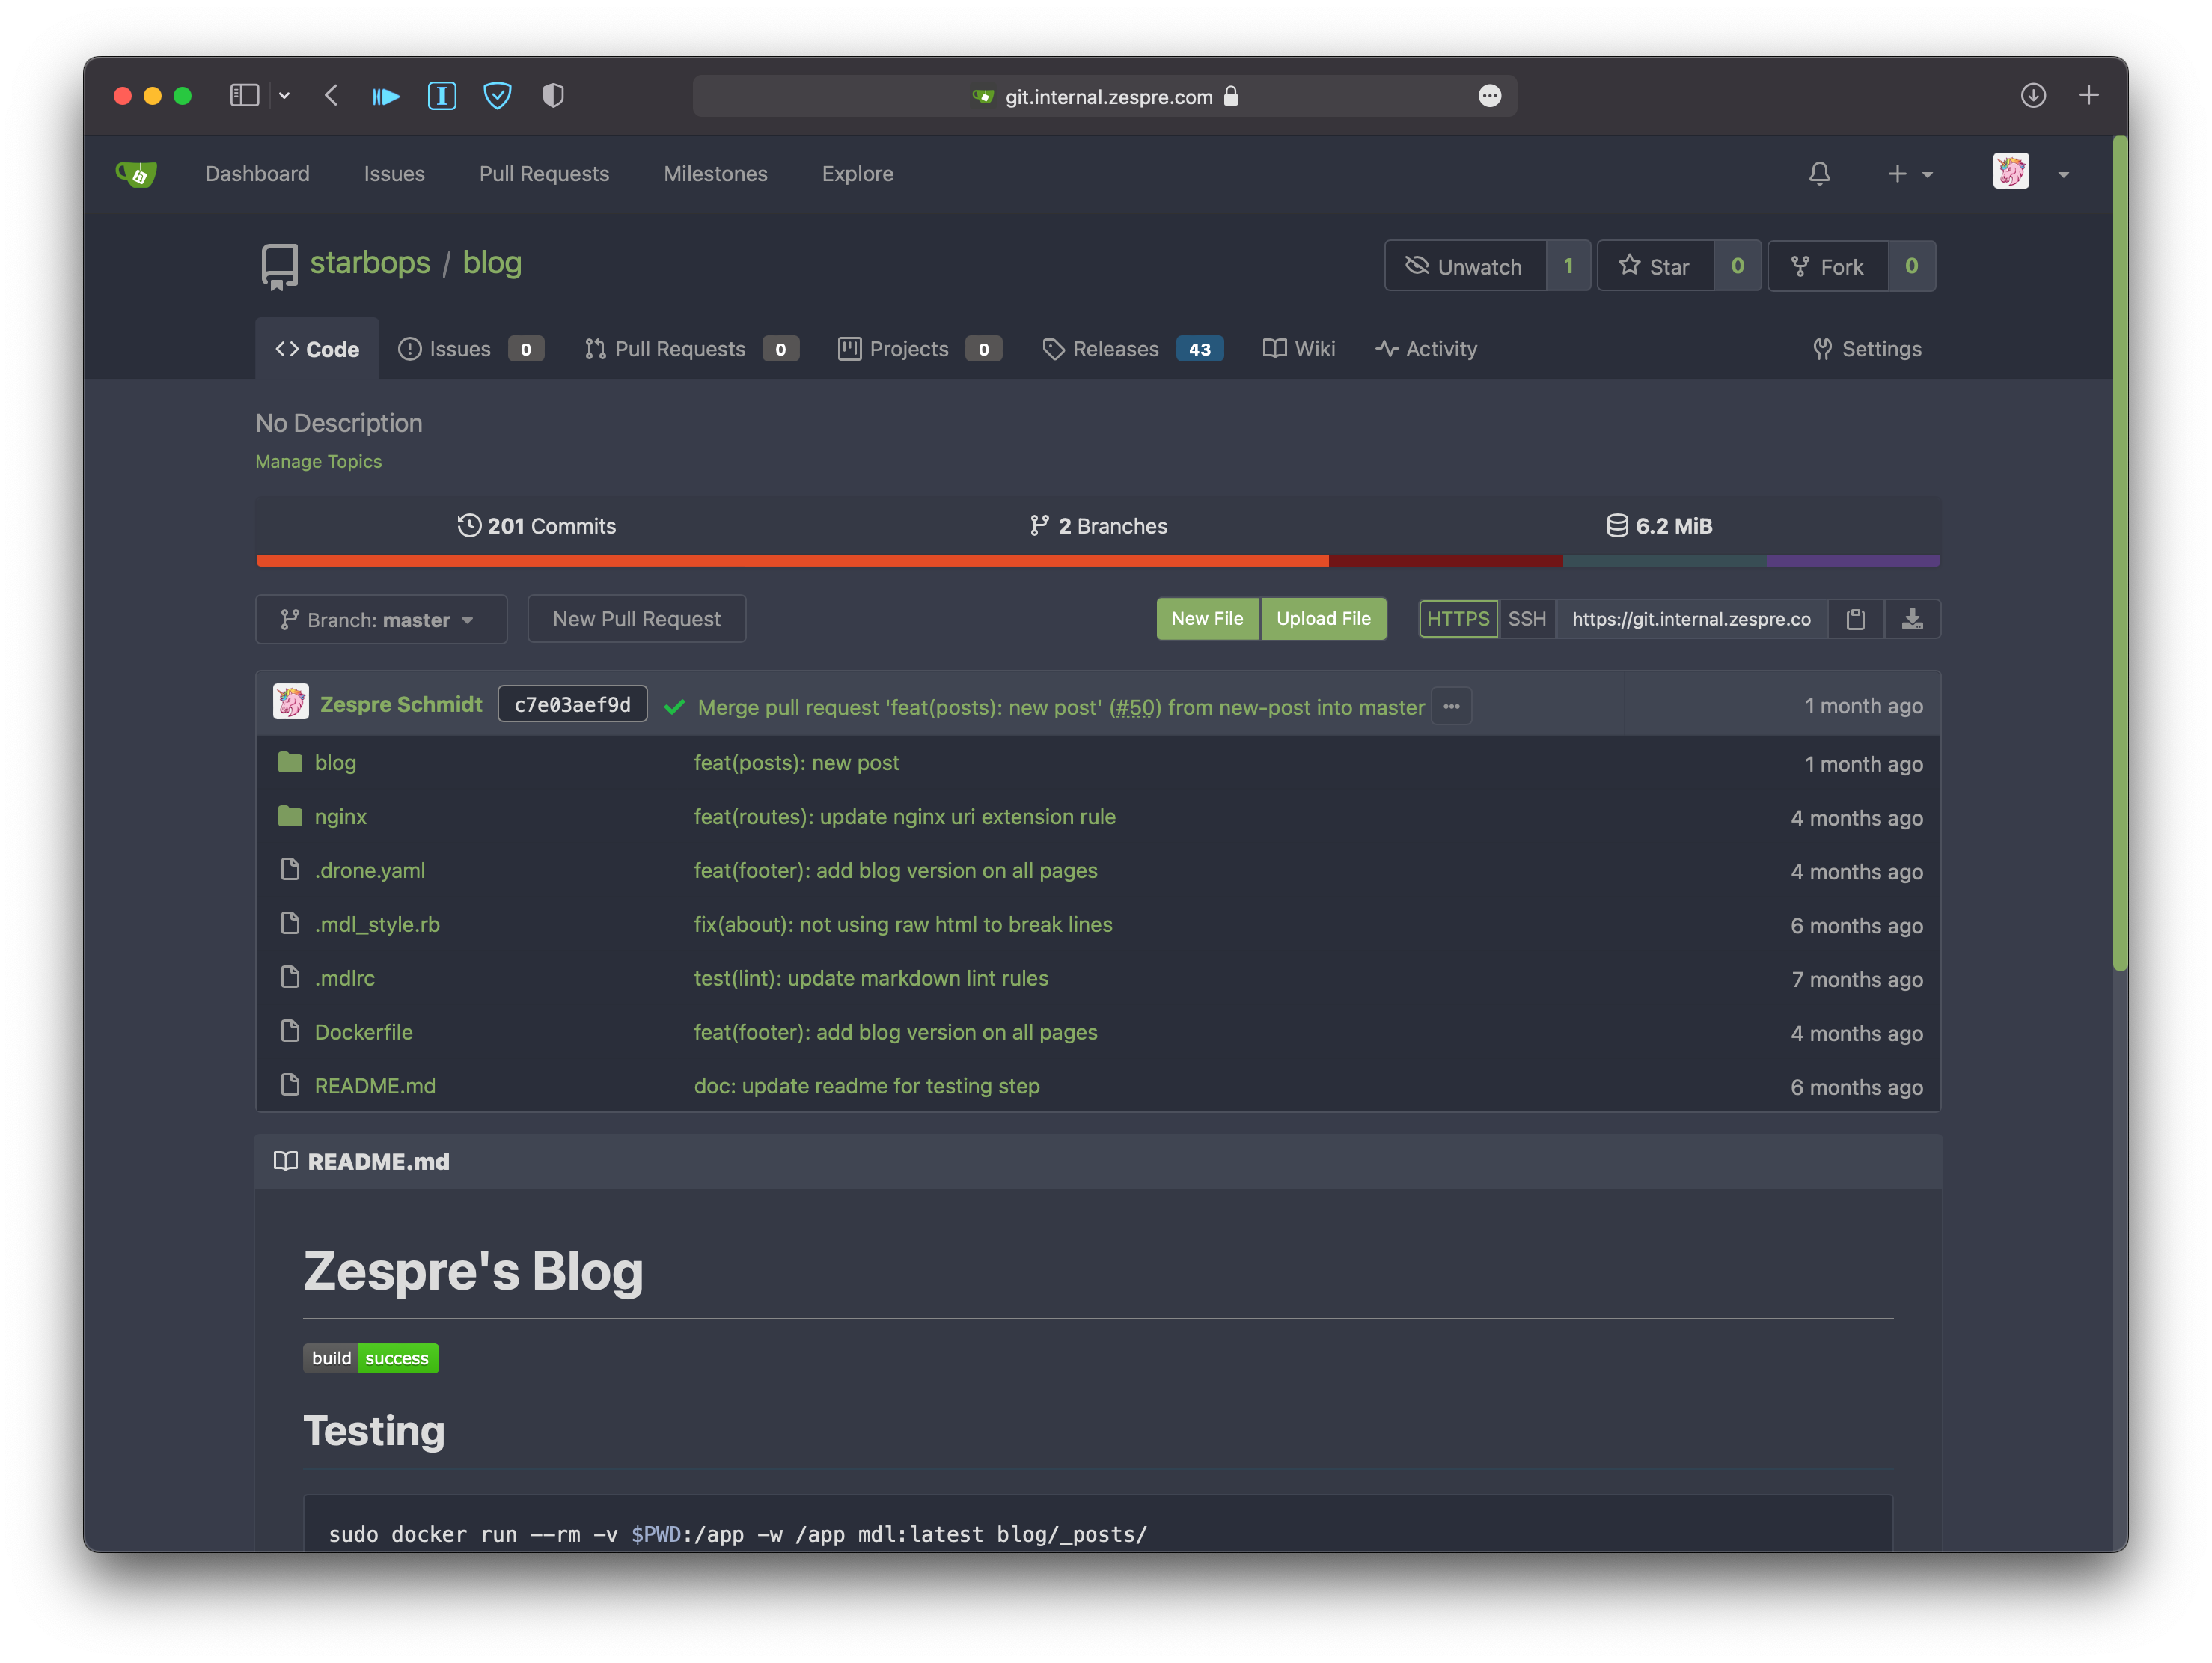 git.internal.zespre.com
Dashboard Issues Pull Requests Milestones Explore
starbops / blog
Unwatch 1 Star 0 Fork 0
Code Issues 0 Pull Requests 0 Projects 0 Releases 43 Wiki Activity Settings
No Description
Manage Topics
201 Commits 2 Branches 6.2 MiB
Branch: master New Pull Request New File Upload File HTTPS SSH https://git.internal.zespre.co
Zespre Schmidt c7e03aef9d Merge pull request 'feat(posts): new post' (#50) from new-post into master ... 1 month ago
blog feat(posts): new post 1 month ago
nginx feat(routes): update nginx uri extension rule 4 months ago
.drone.yaml feat(footer): add blog version on all pages 4 months ago
.mdl_style.rb fix(about): not using raw html to break lines 6 months ago
.mdlrc test(lint): update markdown lint rules 7 months ago
Dockerfile feat(footer): add blog version on all pages 4 months ago
README.md doc: update readme for testing step 6 months ago
README.md
Zespre's Blog
build success
Testing
sudo docker run --rm -v $PWD:/app -w /app mdl:latest blog/_posts/